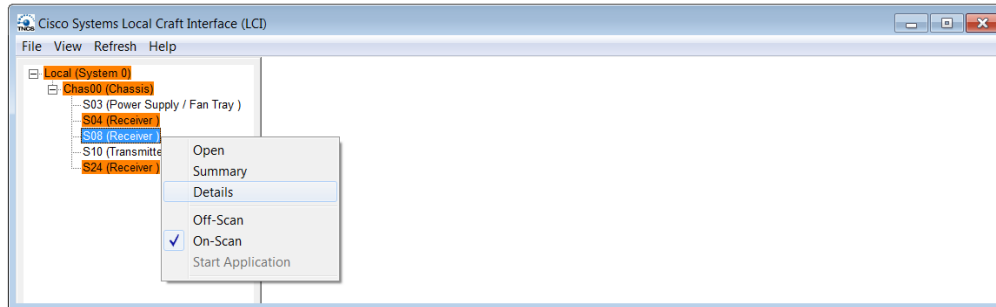 Cisco Systems Local Craft Interface (LCI)
File View Refresh Help
Local (System 0)
Chas00 (Chassis)
S03 (Power Supply / Fan Tray )
S04 (Receiver )
S08 (Receiver )
S10 (Transmitte
S24 (Receiver )
Open
Summary
Details
Off-Scan
On-Scan
Start Application